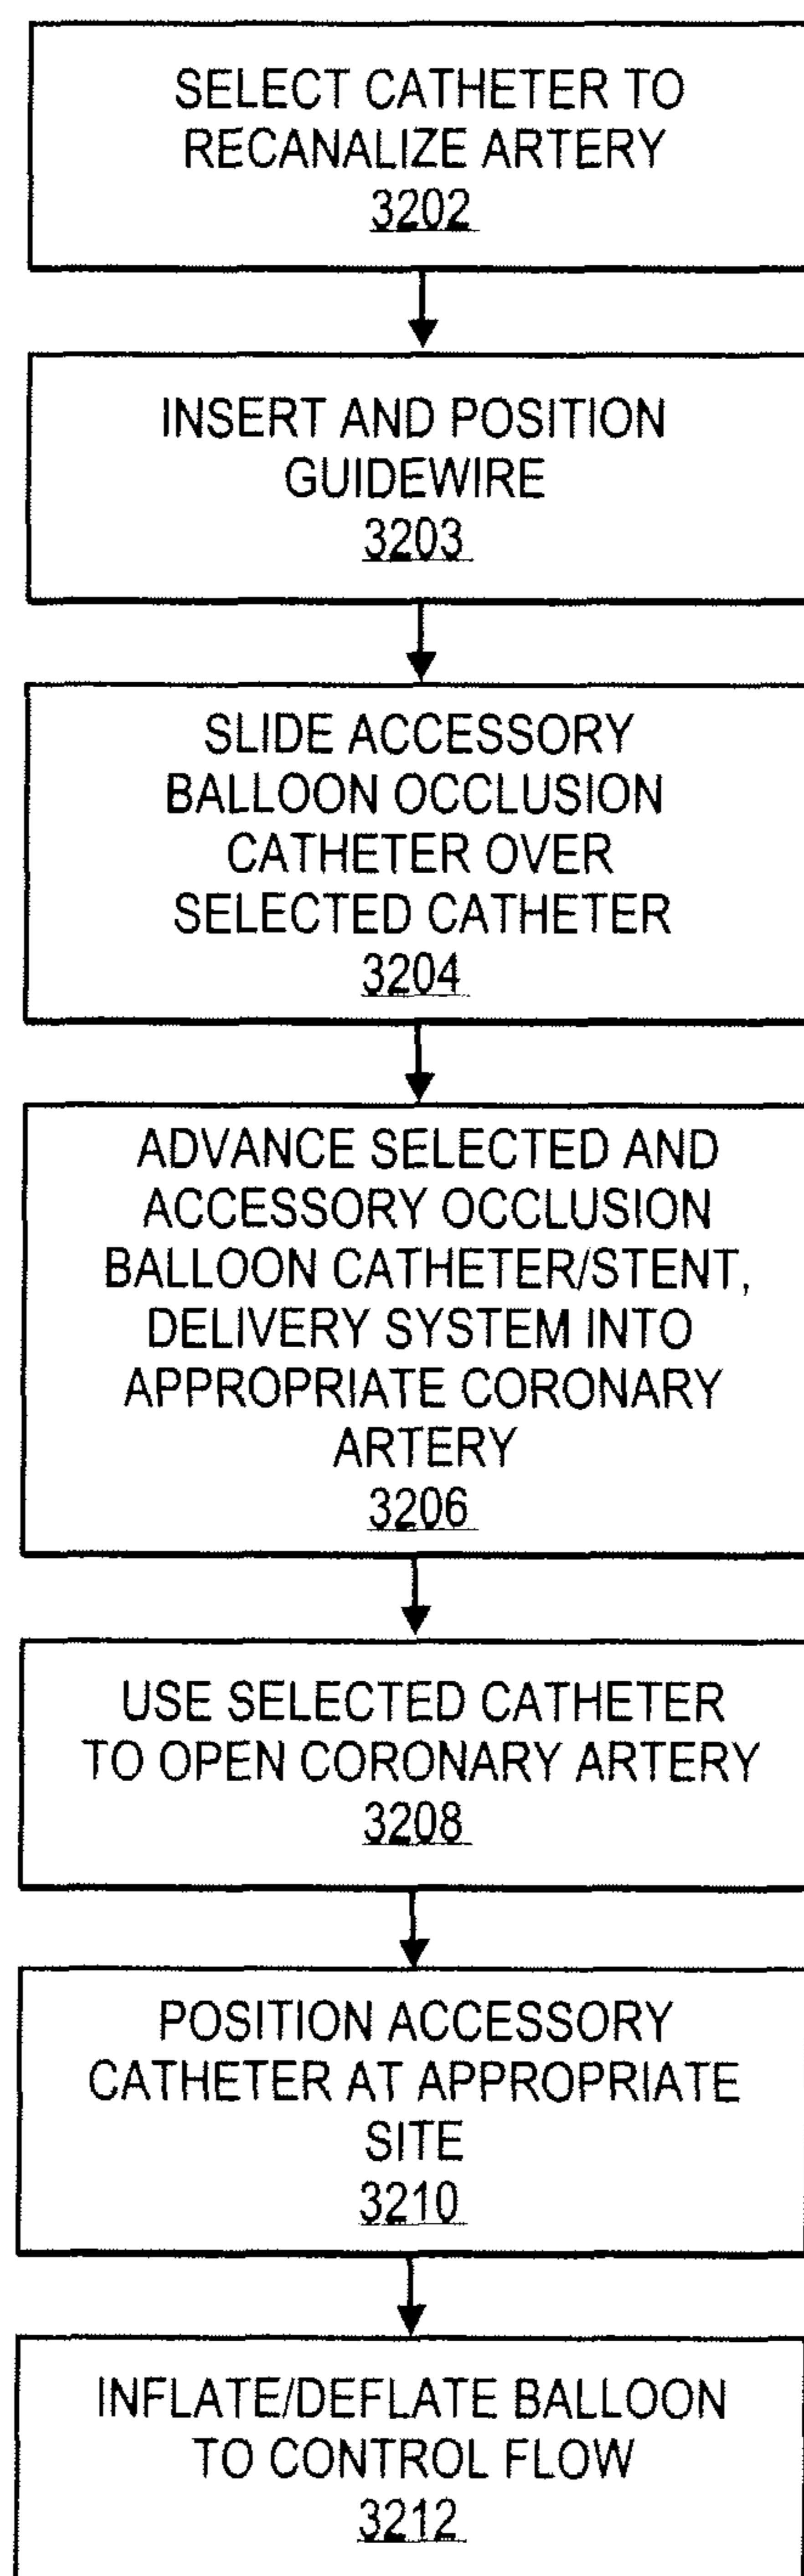 SELECT CATHETER TO
RECANALIZE ARTERY
3202
INSERT AND POSITION
GUIDEWIRE
3203
SLIDE ACCESSORY
BALLOON OCCLUSION
CATHETER OVER
SELECTED CATHETER
3204
ADVANCE SELECTED AND
ACCESSORY OCCLUSION
BALLOON CATHETER/STENT,
DELIVERY SYSTEM INTO
APPROPRIATE CORONARY
ARTERY
3206
USE SELECTED CATHETER
TO OPEN CORONARY ARTERY
3208
POSITION ACCESSORY
CATHETER AT APPROPRIATE
SITE
3210
INFLATE/DEFLATE BALLOON
TO CONTROL FLOW
3212